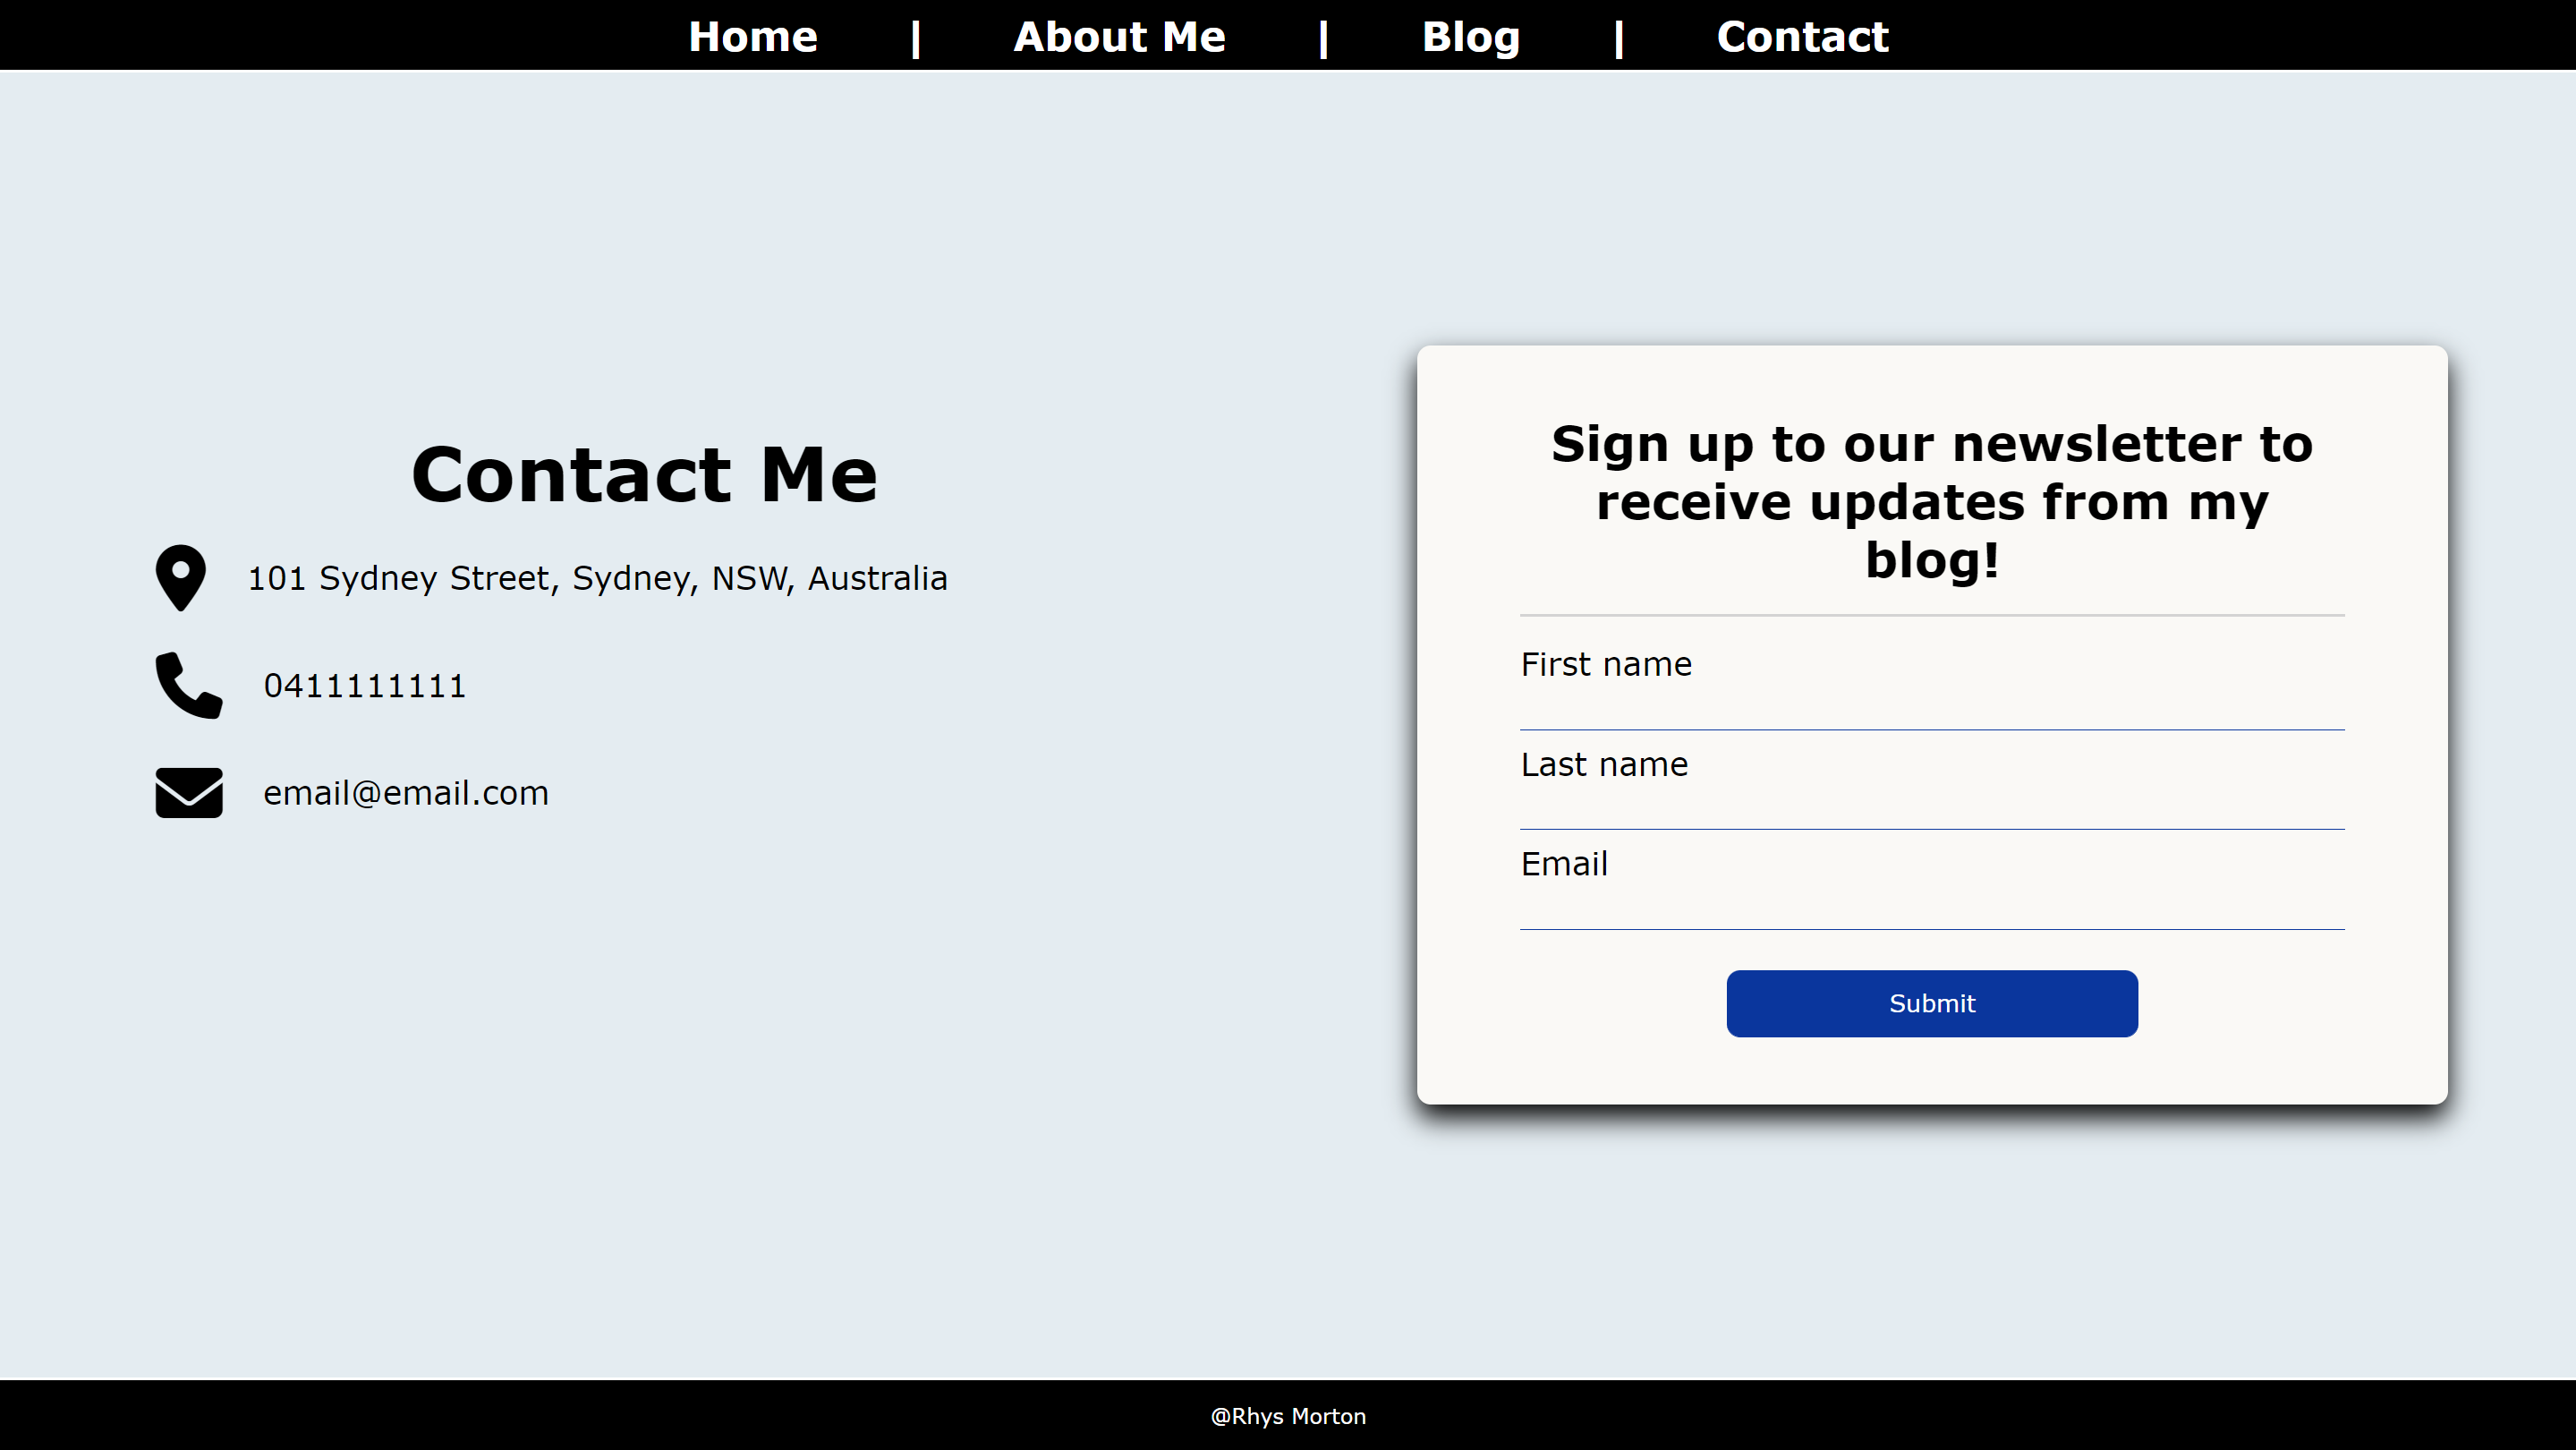 Home | About Me | Blog | Contact
Contact Me
101 Sydney Street, Sydney, NSW, Australia
0411111111
email@email.com
Sign up to our newsletter to
receive updates from my
blog!
First name
Last name
Email
Submit
@Rhys Morton